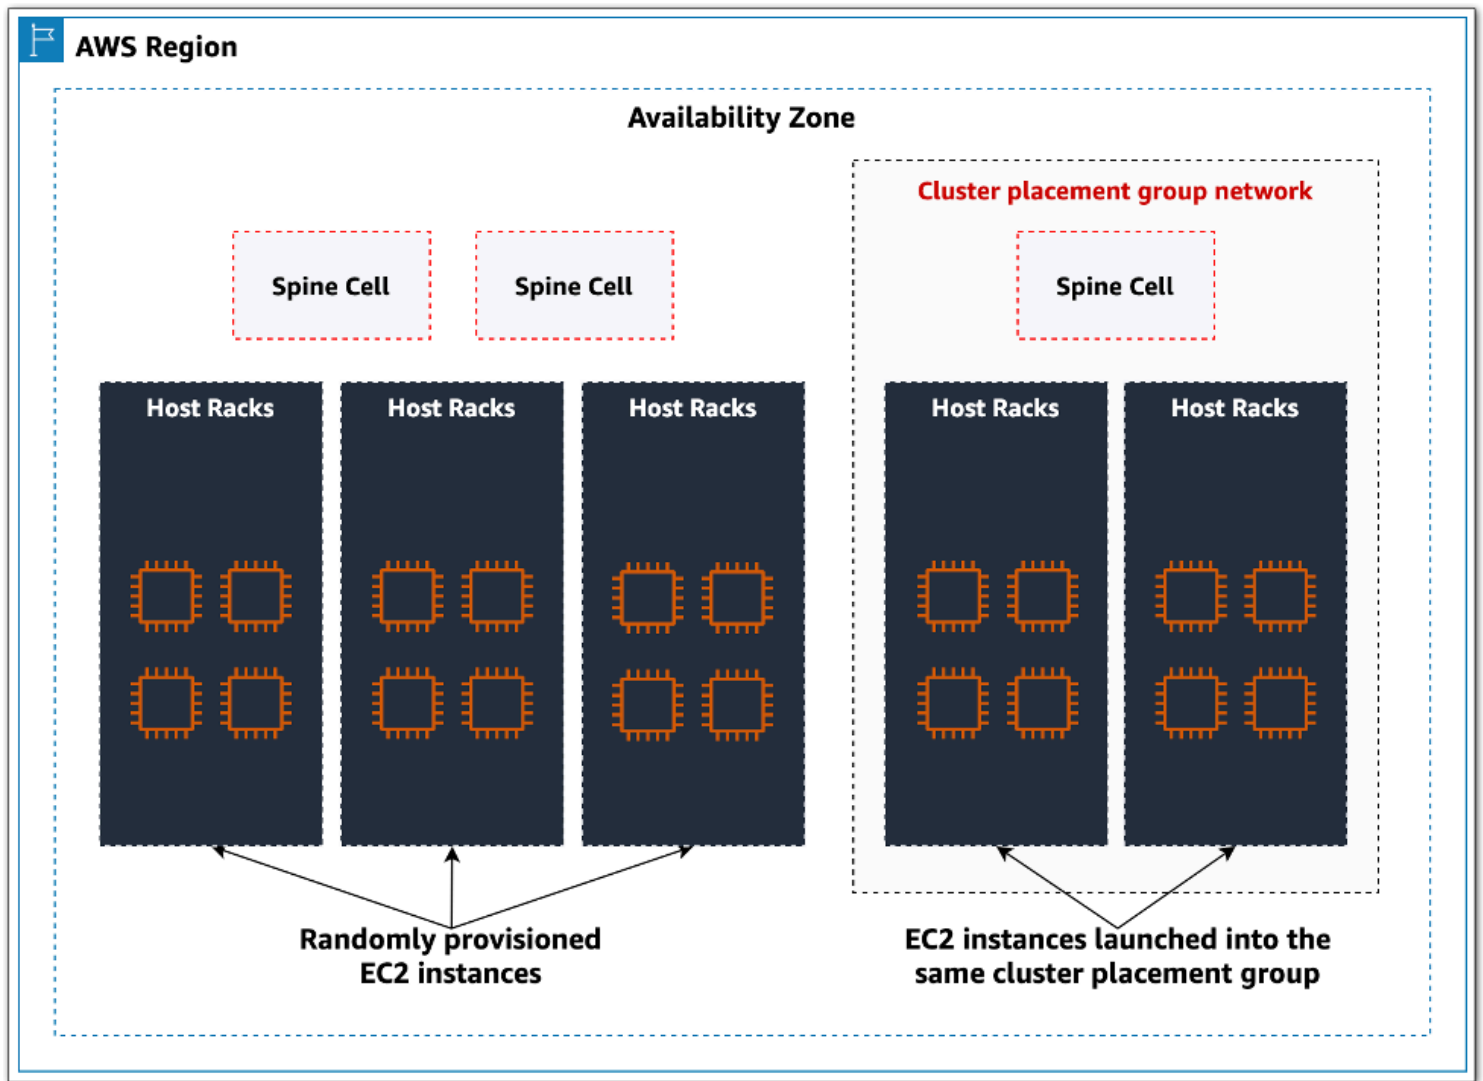 AWS Region
Availability Zone
Cluster placement group network
Spine Cell
Spine Cell
Spine Cell
Host Racks
Host Racks
Host Racks
Host Racks
Host Racks
Randomly provisioned
EC2 instances
EC2 instances launched into the
same cluster placement group